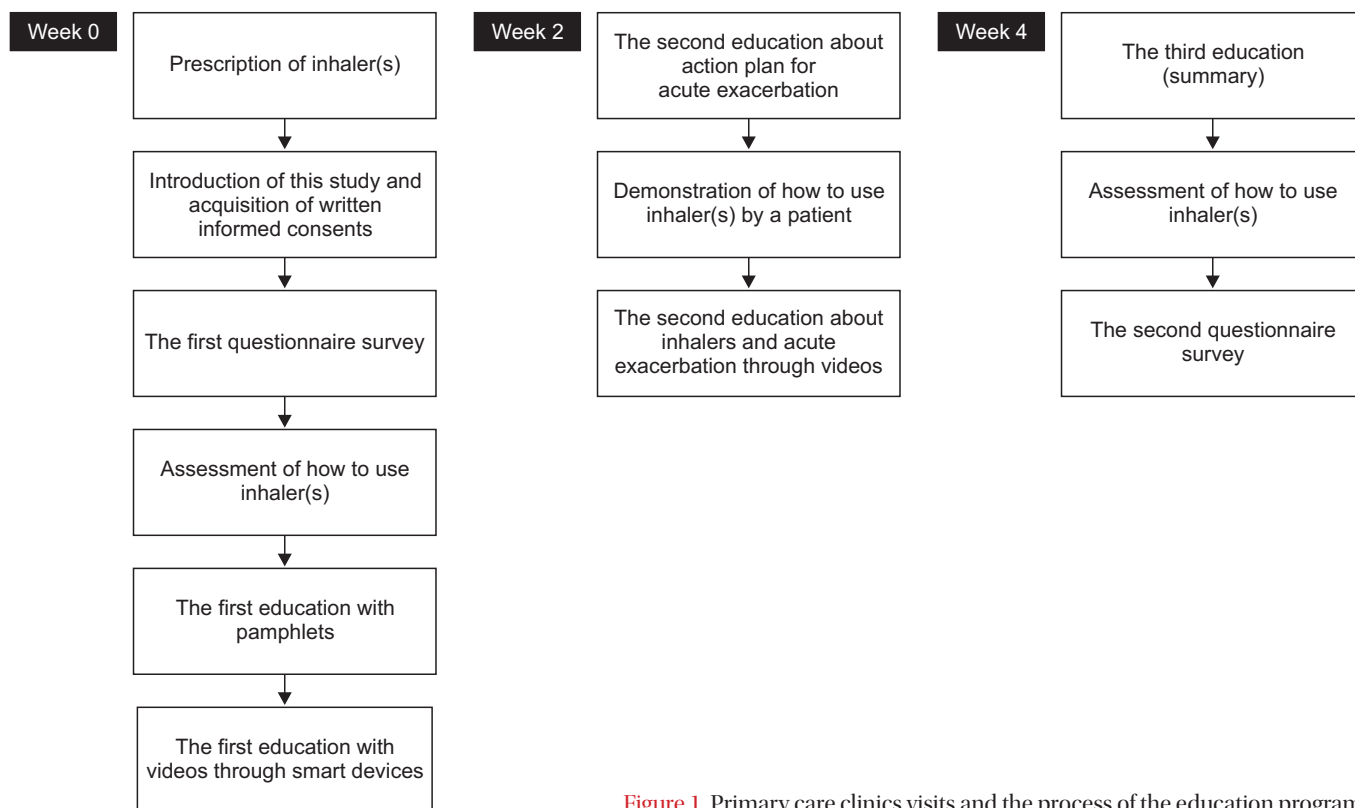 Week 0
Prescription of inhaler(s)
Introduction of this study and
acquisition of written
informed consents
The first questionnaire survey
Assessment of how to use
inhaler(s)
The first education with
pamphlets
The first education with
videos through smart devices
Week 2
The second education about
action plan for
acute exacerbation
Demonstration of how to use
inhaler(s) by a patient
The second education about
inhalers and acute
exacerbation through videos
Week 4
The third education
(summary)
Assessment of how to use
inhaler(s)
The second questionnaire
survey
Figure 1. Primary care clinics visits and the process of the education program